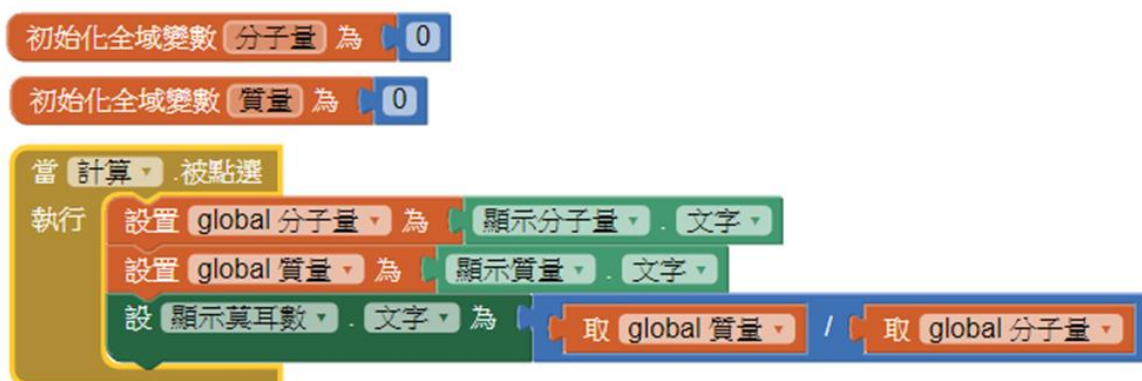 初始化全域變數 分子量 為 0
初始化全域變數 質量 為 0
當 計算 .被點選
執行 設置 global 分子量 為 顯示分子量 . 文字
設置 global 質量 為 顯示質量 . 文字
設 顯示莫耳數 . 文字 為 取 global 質量 / 取 global 分子量